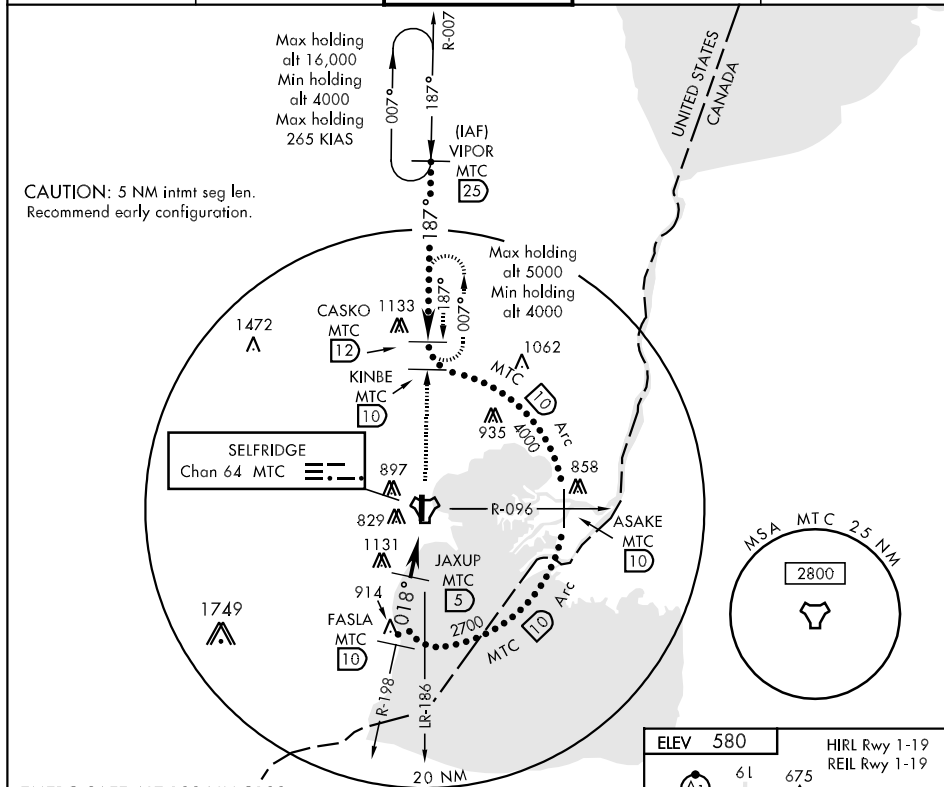 Max holding
alt 16,000
Min holding
alt 4000
Max holding
265 KIAS
R-007
007°
187°
(IAF)
VIPOR
MTC
25
UNITED STATES
CANADA
CAUTION: 5 NM intmt seg len.
Recommend early configuration.
187°
Max holding
alt 5000
Min holding
alt 4000
187°
007°
1472
CASKO
MTC
12
1133
KINBE
MTC
10
1062
MTC 10 Arc
4000
935
SELFRIDGE
Chan 64 MTC
897
829
858
R-096
ASAKE
MTC
10
1131
JAXUP
MTC
5
018°
914
FASLA
MTC
10
1749
2700
MTC 10 Arc
R-198
LR-186
20 NM
MSA MTC 25 NM
2800
ELEV 580
HIRL Rwy 1-19
REIL Rwy 1-19
A1
19
675